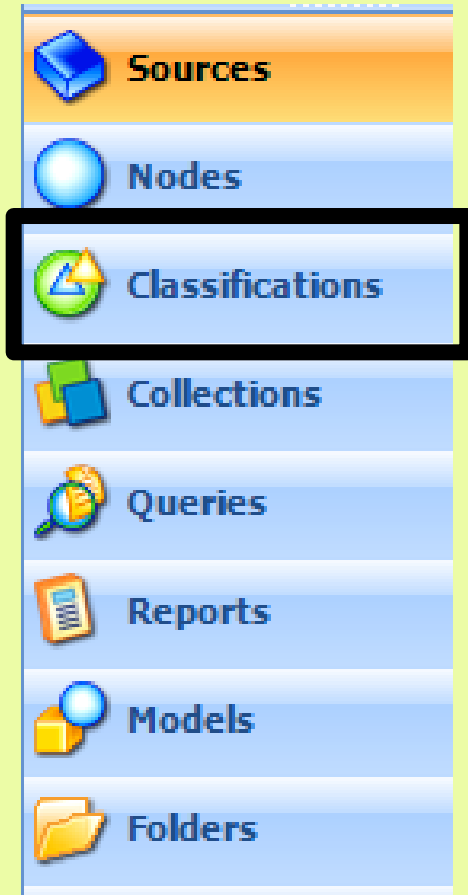 Sources
Nodes
Classifications
Collections
Queries
Reports
Models
Folders